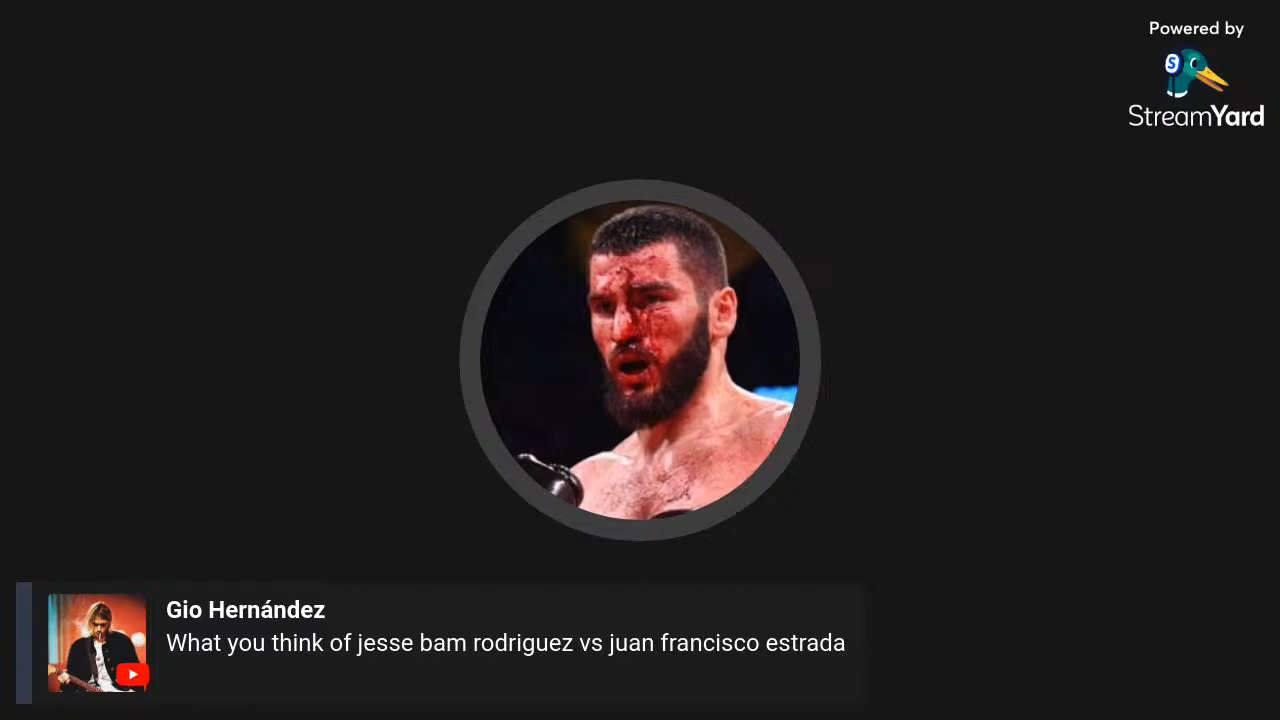 Powered by
S
StreamYard
Gio Hernández
What you think of jesse bam rodriguez vs juan francisco estrada